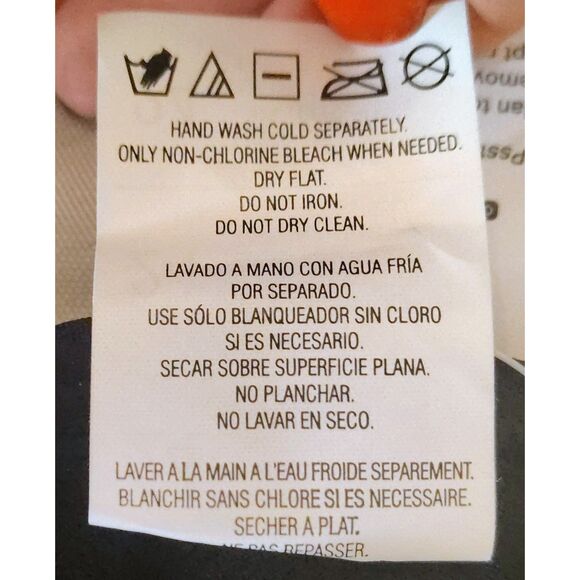 HAND WASH COLD SEPARATELY.
ONLY NON-CHLORINE BLEACH WHEN NEEDED.
DRY FLAT.
DO NOT IRON.
DO NOT DRY CLEAN.
LAVADO A MANO CON AGUA FRÍA
POR SEPARADO.
USE SÓLO BLANQUEADOR SIN CLORO
SI ES NECESARIO.
SECAR SOBRE SUPERFICIE PLANA.
NO PLANCHAR.
NO LAVAR EN SECO.
LAVER A LA MAIN A L'EAU FROIDE SEPAREMENT.
BLANCHIR SANS CHLORE SI ES NECESSAIRE.
SECHER A PLAT.
NE PAS REPASSER.